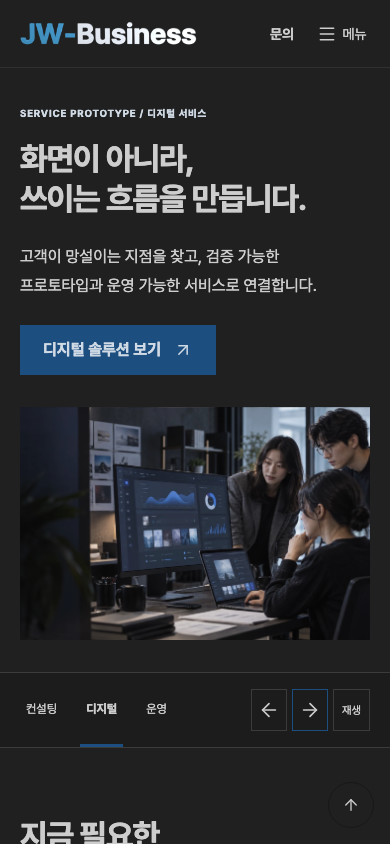 JW-Business
문의
메뉴
SERVICE PROTOTYPE / 디지털 서비스
화면이 아니라,
쓰이는 흐름을 만듭니다.
고객이 망설이는 지점을 찾고, 검증 가능한
프로토타입과 운영 가능한 서비스로 연결합니다.
디지털 솔루션 보기
컨설팅
디지털
운영
재생
지금 필요한